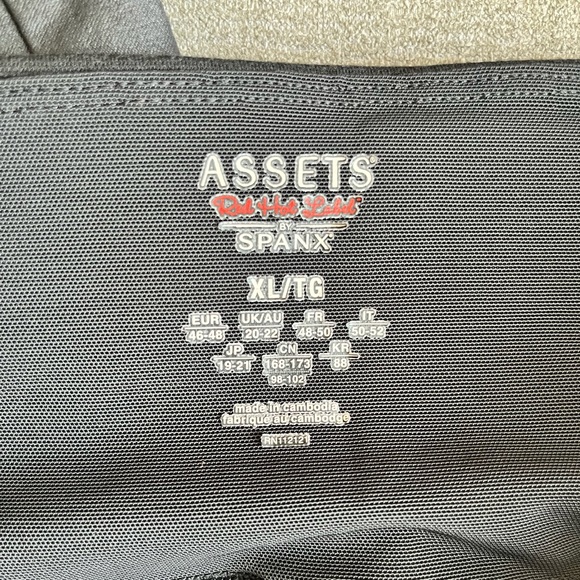 ASSETS®
Red Hot Label™
BY
SPANX®
XL/TG
EUR UK/AU FR IT
46-48 20-22 48-50 50-52
JP CN KR
19-21 168-173 88
98-102
made in cambodia
fabriqué au cambodge
RN112121